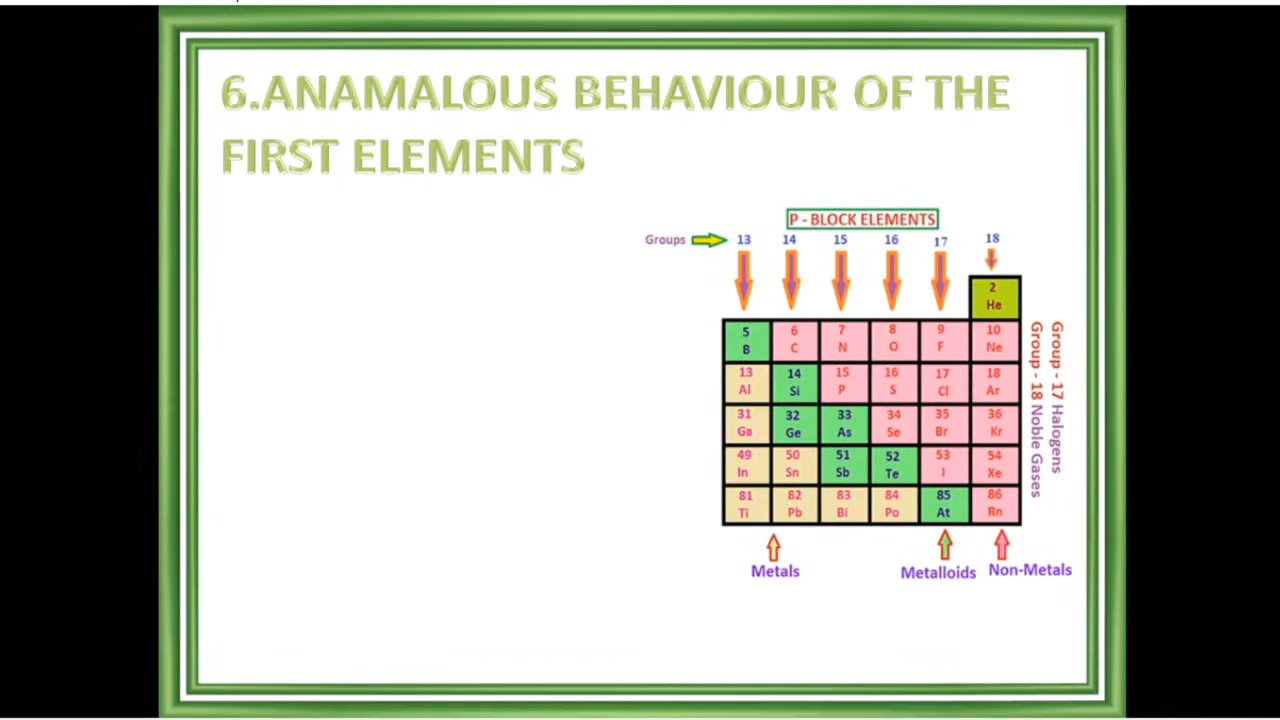 6.ANAMALOUS BEHAVIOUR OF THE
FIRST ELEMENTS
P - BLOCK ELEMENTS
Groups 13 14 15 16 17 18
2
He
5 6 7 8 9 10
B C N O F Ne
13 14 15 16 17 18
Al Si P S Cl Ar
31 32 33 34 35 36
Ga Ge As Se Br Kr
49 50 51 52 53 54
In Sn Sb Te I Xe
81 82 83 84 85 86
Ti Pb Bi Po At Rn
Group - 17 Halogens
Group - 18 Noble Gases
Metals Metalloids Non-Metals